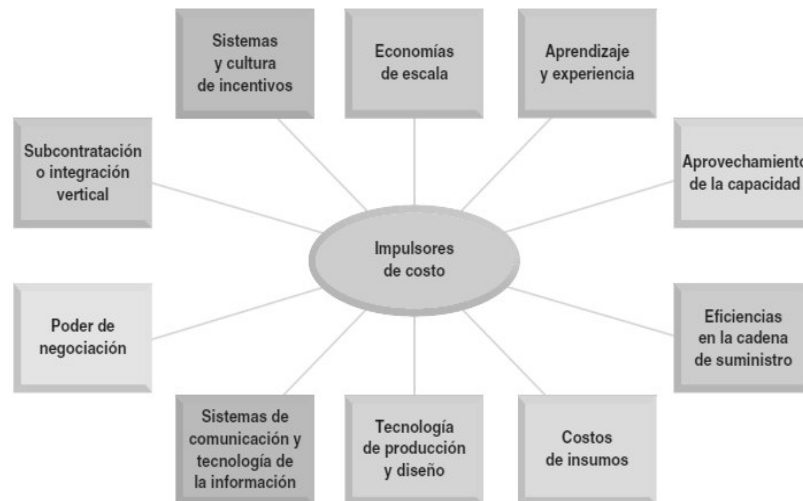 Sistemas
y cultura
de incentivos
Economías
de escala
Aprendizaje
y experiencia
Subcontratación
o integración
vertical
Aprovechamiento
de la capacidad
Impulsores
de costo
Poder de
negociación
Eficiencias
en la cadena
de suministro
Sistemas de
comunicación y
tecnología de
la información
Tecnología
de producción
y diseño
Costos
de insumos